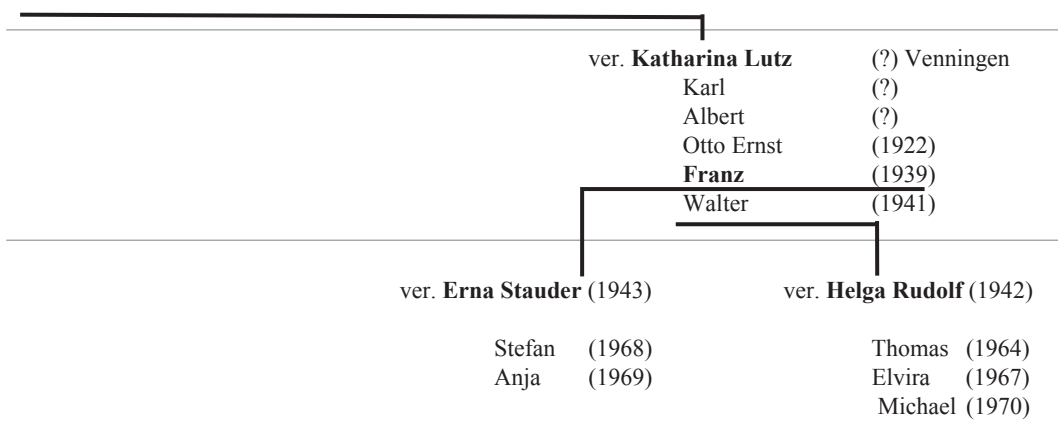 ver. Katharina Lutz (?) Venningen
Karl (?)
Albert (?)
Otto Ernst (1922)
Franz (1939)
Walter (1941)
ver. Erna Stauder (1943) ver. Helga Rudolf (1942)
Stefan (1968) Thomas (1964)
Anja (1969) Elvira (1967)
Michael (1970)